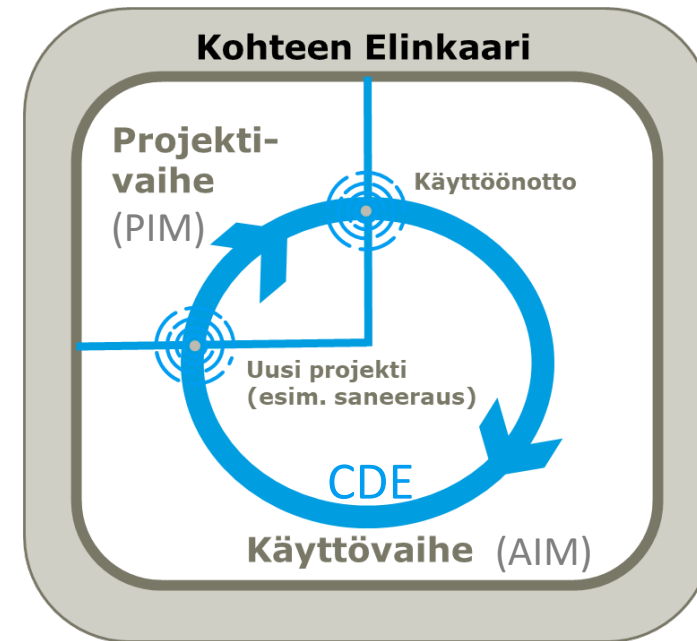 Kohteen Elinkaari
Projekti-
vaihe
(PIM)
Käyttöönotto
Uusi projekti
(esim. saneeraus)
CDE
Käyttövaihe (AIM)